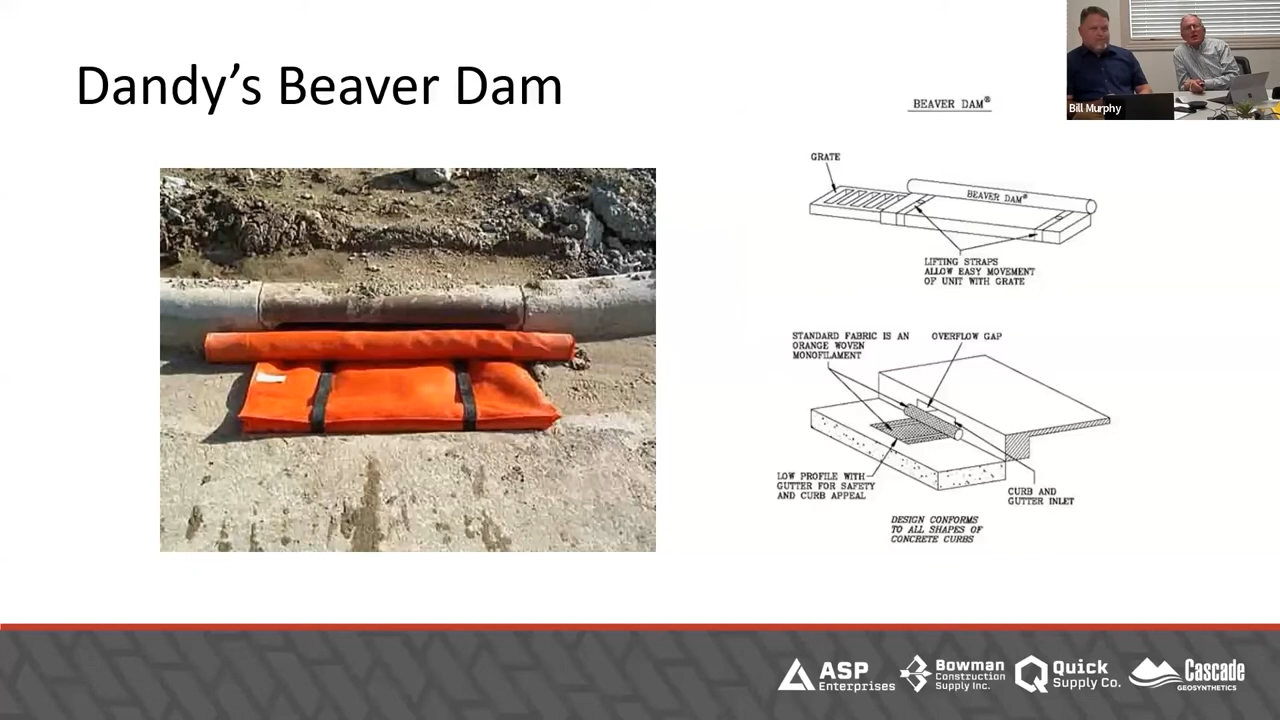 Dandy's Beaver Dam
Bill Murphy
BEAVER DAM®
GRATE
BEAVER DAM®
LIFTING STRAPS
ALLOW EASY MOVEMENT
OF UNIT WITH GRATE
STANDARD FABRIC IS AN
ORANGE WOVEN
MONOFILAMENT
OVERFLOW GAP
LOW PROFILE WITH
GUTTER FOR SAFETY
AND CURB APPEAL
CURB AND
GUTTER INLET
DESIGN CONFORMS
TO ALL SHAPES OF
CONCRETE CURBS
ASP
Enterprises
Bowman
Construction
Supply Inc.
Quick
Supply Co.
Cascade
GEOSYNTHETICS